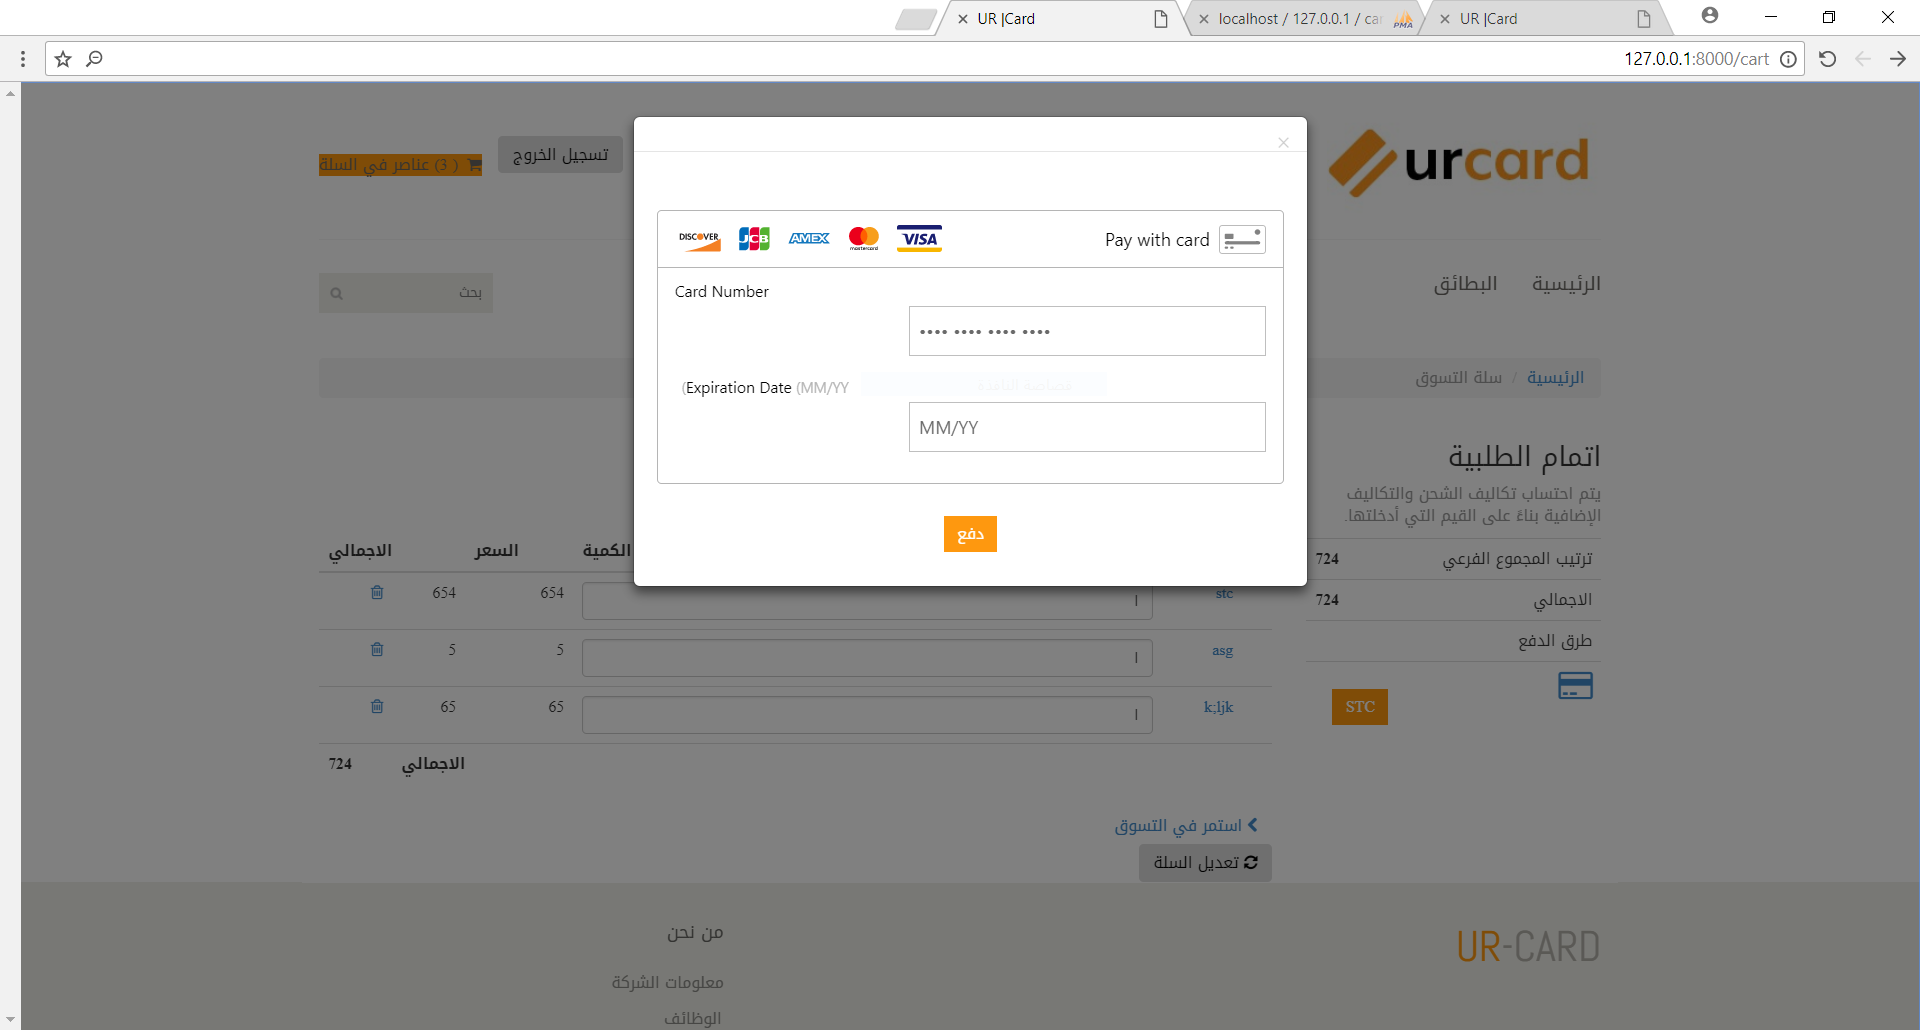 UR |Card
localhost / 127.0.0.1 / car
PMA
UR |Card
127.0.0.1:8000/cart
urcard
تسجيل الخروج
( 3) عناصر في السلة
الرئيسية
البطائق
بحث
الرئيسية / سلة التسوق
DISCOVER
JCB
AMEX
mastercard
VISA
Pay with card
Card Number
•••• •••• •••• ••••
(Expiration Date (MM/YY
MM/YY
دفع
اتمام الطلبية
يتم احتساب تكاليف الشحن والتكاليف
الإضافية بناءً على القيم التي أدخلتها.
ترتيب المجموع الفرعي 724
الاجمالي 724
طرق الدفع
STC
الكمية السعر الاجمالي
stc 1 654 654
asg 1 5 5
k;ljk 1 65 65
الاجمالي 724
استمر في التسوق
تعديل السلة
UR-CARD
من نحن
معلومات الشركة
الوظائف